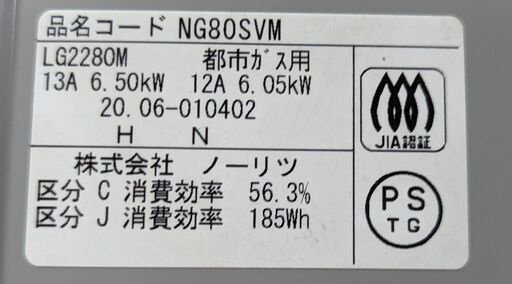 品名コード NG80SVM
LG2280M 都市ガス用
13A 6.50kW 12A 6.05kW
20.06-010402
H N
JIA認証
株式会社 ノーリツ
区分 C 消費効率 56.3%
区分 J 消費効率 185Wh
PS
TG